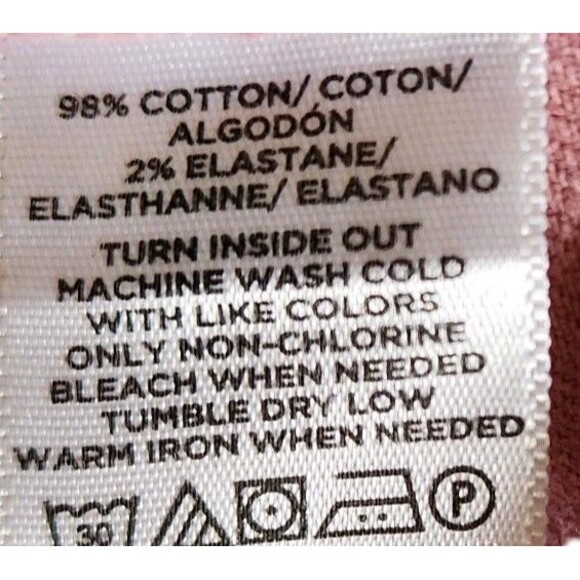 98% COTTON/ COTON/
ALGODÓN
2% ELASTANE/
ELASTHANNE/ ELASTANO
TURN INSIDE OUT
MACHINE WASH COLD
WITH LIKE COLORS
ONLY NON-CHLORINE
BLEACH WHEN NEEDED
TUMBLE DRY LOW
WARM IRON WHEN NEEDED
30 P